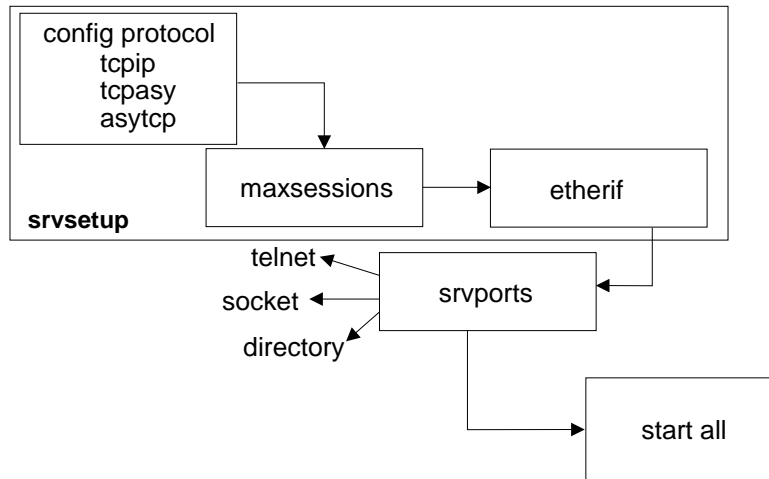 config protocol
tcpip
tcpasy
asytcp
maxsessions
etherif
srvsetup
telnet
socket
directory
srvports
start all